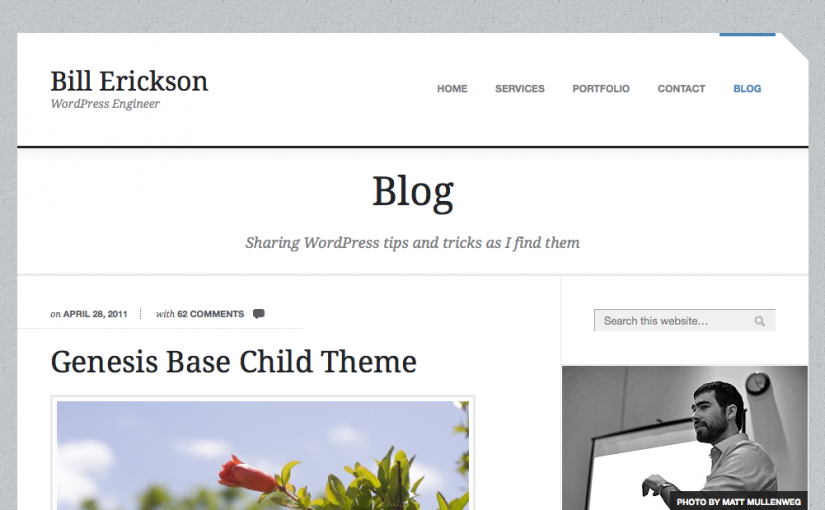 Bill Erickson
WordPress Engineer
HOME SERVICES PORTFOLIO CONTACT BLOG
Blog
Sharing WordPress tips and tricks as I find them
on APRIL 28, 2011 with 62 COMMENTS
Search this website...
Genesis Base Child Theme
PHOTO BY MATT MULLENWEG